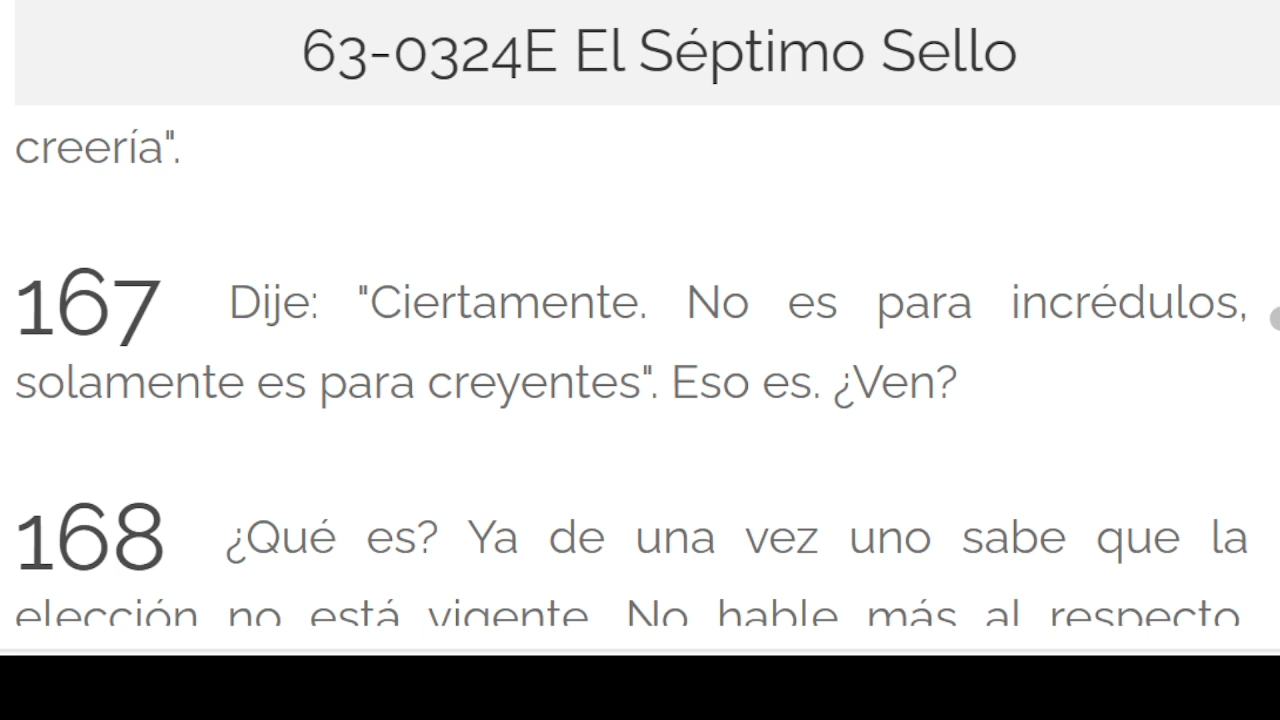 63-0324E El Séptimo Sello
creería".
167 Dije: "Ciertamente. No es para incrédulos,
solamente es para creyentes". Eso es. ¿Ven?
168 ¿Qué es? Ya de una vez uno sabe que la
elección no está vigente. No hable más al respecto.